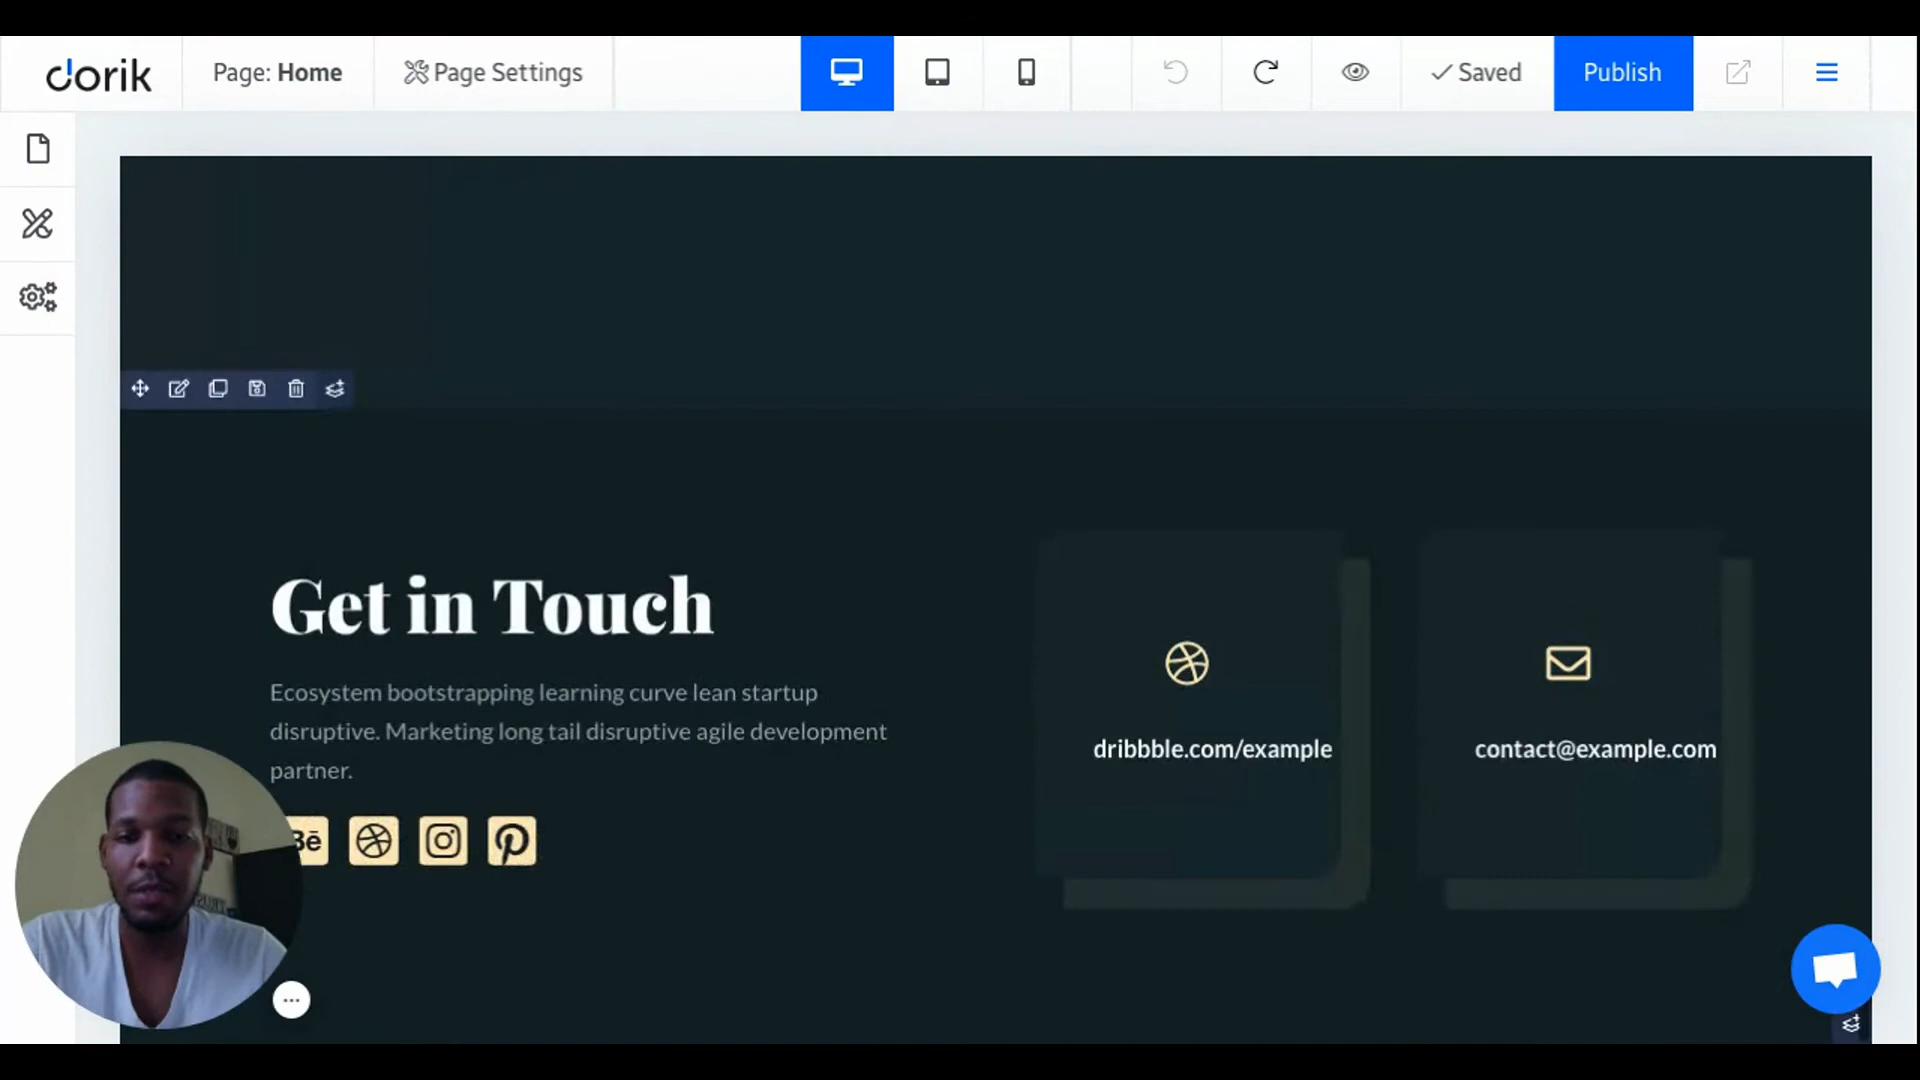 dorik
Page: Home
Page Settings
Saved
Publish
Get in Touch
Ecosystem bootstrapping learning curve lean startup
disruptive. Marketing long tail disruptive agile development
partner.
Bē
dribbble.com/example
contact@example.com